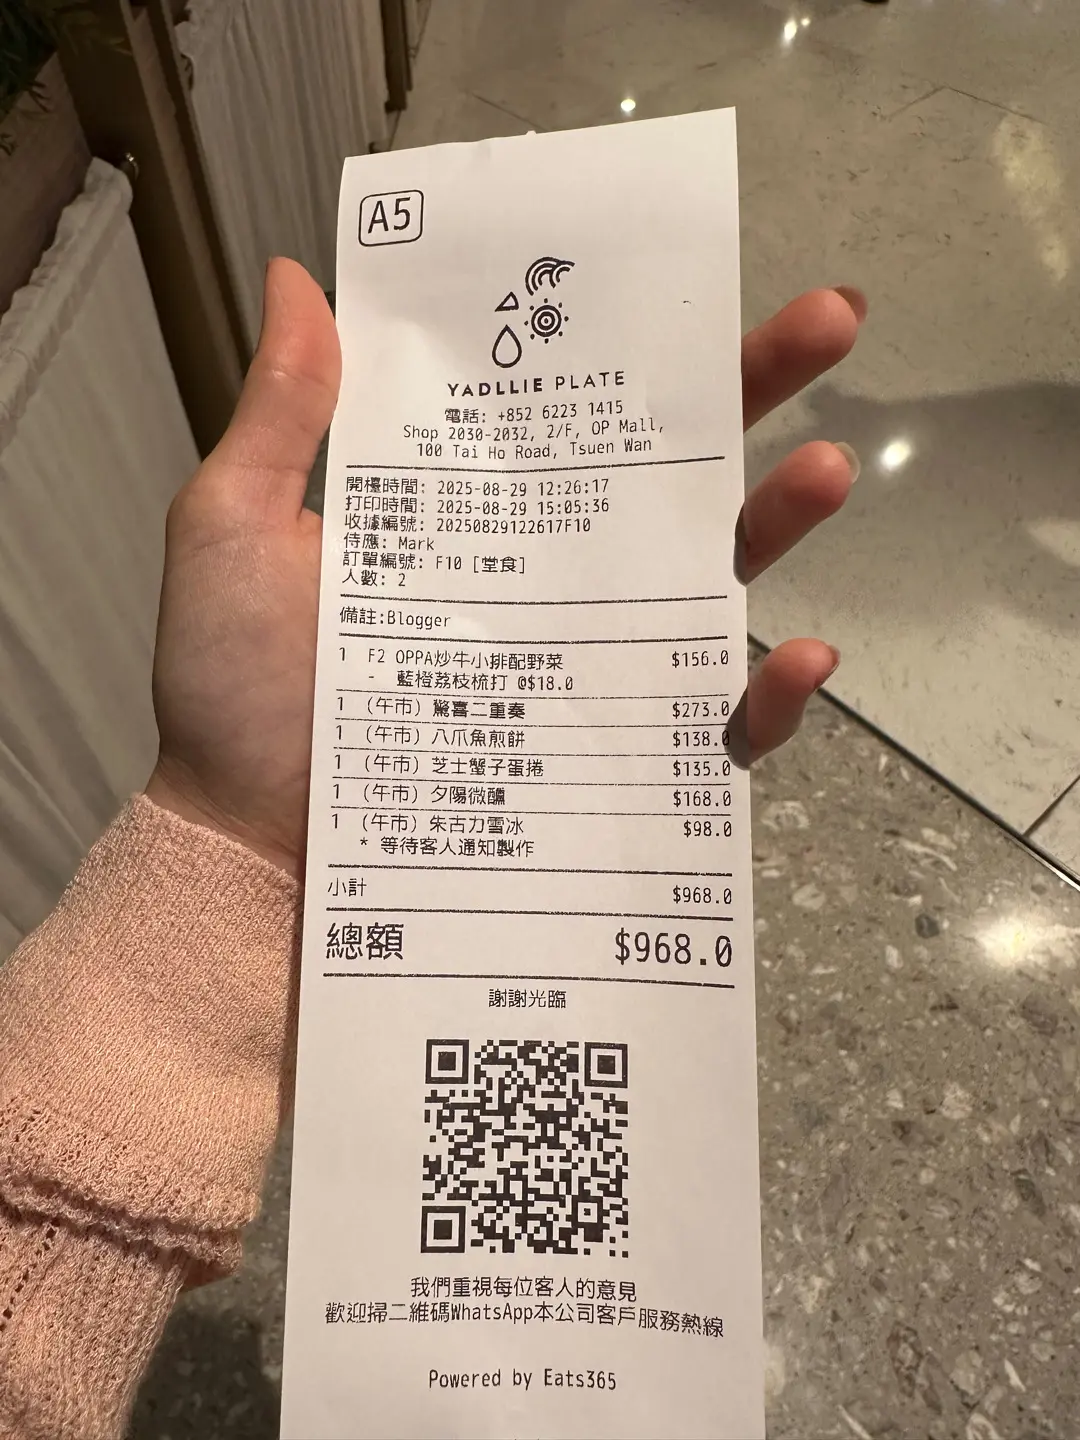 A5
YADLLIE PLATE
電話: +852 6223 1415
Shop 2030-2032, 2/F, OP Mall,
100 Tai Ho Road, Tsuen Wan
開檯時間: 2025-08-29 12:26:17
打印時間: 2025-08-29 15:05:36
收據編號: 20250829122617F10
侍應: Mark
訂單編號: F10 [堂食]
人數: 2
備註:Blogger
1 F2 OPPA炒牛小排配野菜 $156.0
- 藍橙荔枝梳打 @$18.0
1 (午市) 驚喜二重奏 $273.0
1 (午市) 八爪魚煎餅 $138.0
1 (午市) 芝士蟹子蛋捲 $135.0
1 (午市) 夕陽微醺 $168.0
1 (午市) 朱古力雪冰 $98.0
* 等待客人通知製作
小計 $968.0
總額 $968.0
謝謝光臨
我們重視每位客人的意見
歡迎掃二維碼WhatsApp本公司客戶服務熱線
Powered by Eats365